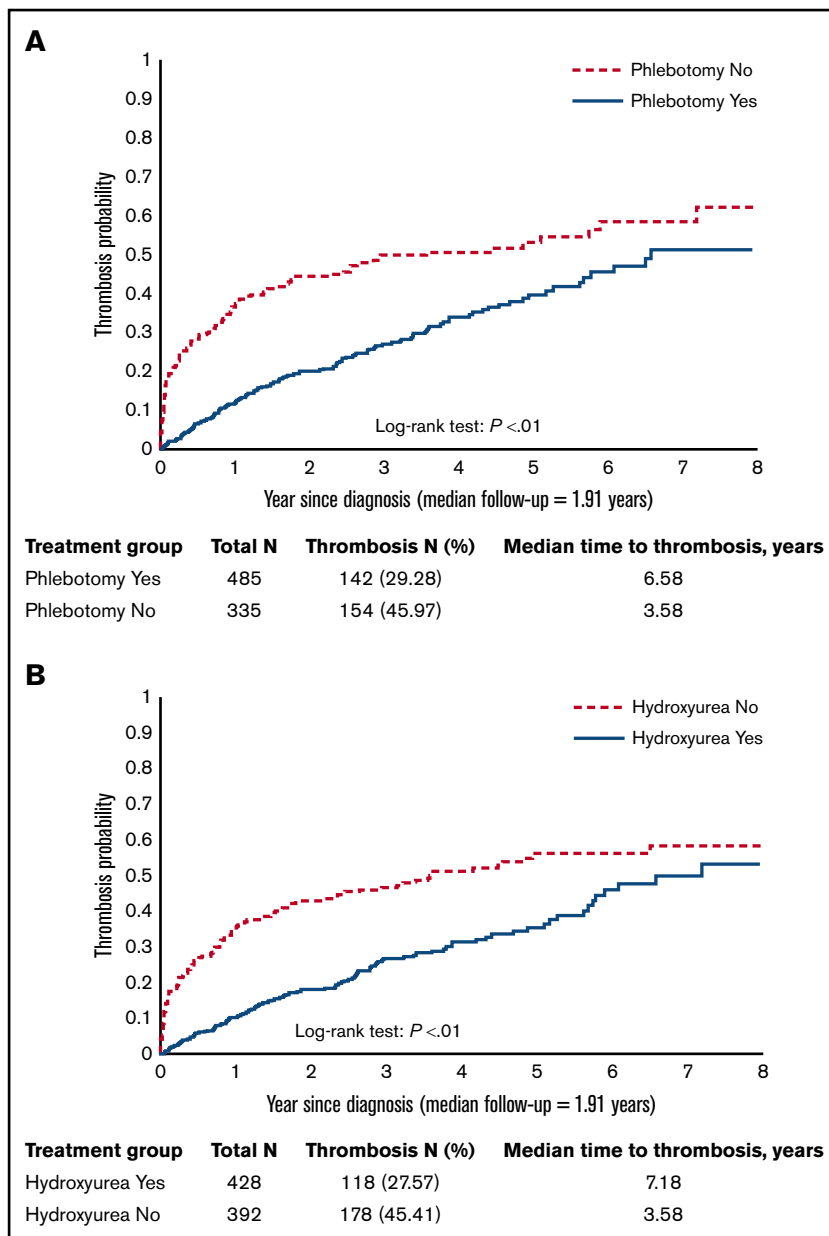 A
1
0.9
0.8
0.7
0.6
0.5
0.4
0.3
0.2
0.1
0
Thrombosis probability
Phlebotomy No
Phlebotomy Yes
Log-rank test: P <.01
0 1 2 3 4 5 6 7 8
Year since diagnosis (median follow-up = 1.91 years)
Treatment group Total N Thrombosis N (%) Median time to thrombosis, years
Phlebotomy Yes 485 142 (29.28) 6.58
Phlebotomy No 335 154 (45.97) 3.58
B
1
0.9
0.8
0.7
0.6
0.5
0.4
0.3
0.2
0.1
0
Thrombosis probability
Hydroxyurea No
Hydroxyurea Yes
Log-rank test: P <.01
0 1 2 3 4 5 6 7 8
Year since diagnosis (median follow-up = 1.91 years)
Treatment group Total N Thrombosis N (%) Median time to thrombosis, years
Hydroxyurea Yes 428 118 (27.57) 7.18
Hydroxyurea No 392 178 (45.41) 3.58